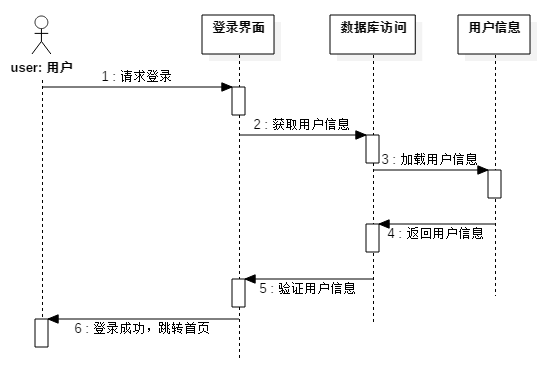 登录界面
数据库访问
用户信息
user: 用户
1 : 请求登录
2 : 获取用户信息
3 : 加载用户信息
4 : 返回用户信息
5 : 验证用户信息
6 : 登录成功，跳转首页